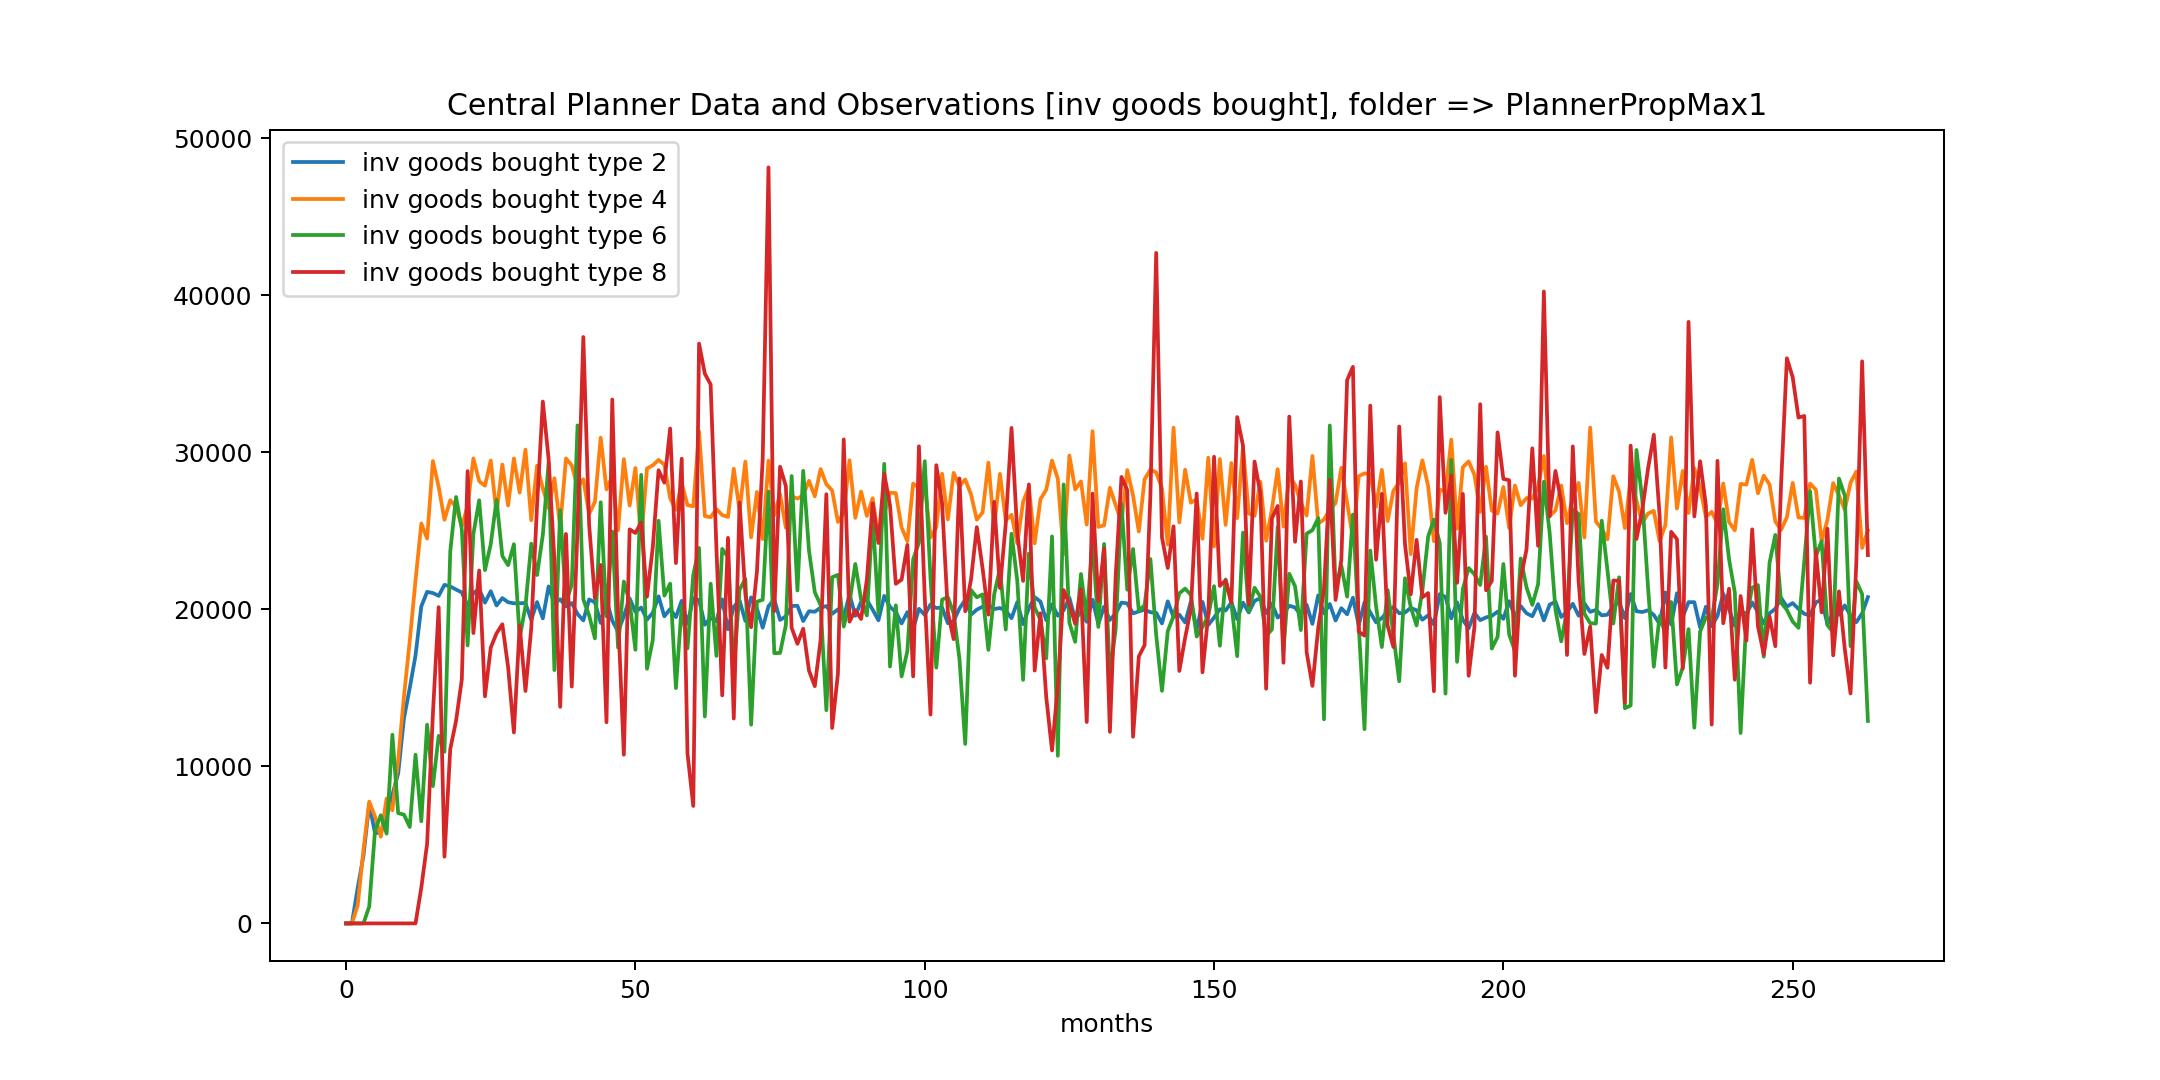 Central Planner Data and Observations [inv goods bought], folder => PlannerPropMax1
50000
inv goods bought type 2
inv goods bought type 4
inv goods bought type 6
inv goods bought type 8
40000
30000
20000
10000
0
0 50 100 150 200 250
months